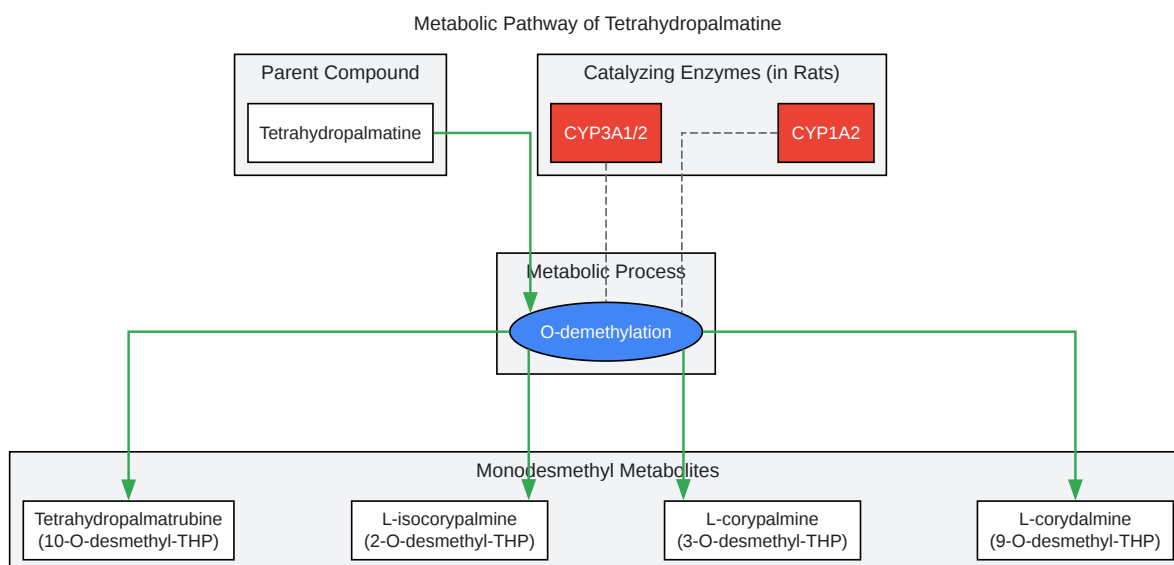 Metabolic Pathway of Tetrahydropalmatine
Parent Compound
Catalyzing Enzymes (in Rats)
Tetrahydropalmatine
CYP3A1/2
CYP1A2
Metabolic Process
O-demethylation
Monodesmethyl Metabolites
Tetrahydropalmatrubine
(10-O-desmethyl-THP)
L-isocorypalmine
(2-O-desmethyl-THP)
L-corypalmine
(3-O-desmethyl-THP)
L-corydalmine
(9-O-desmethyl-THP)